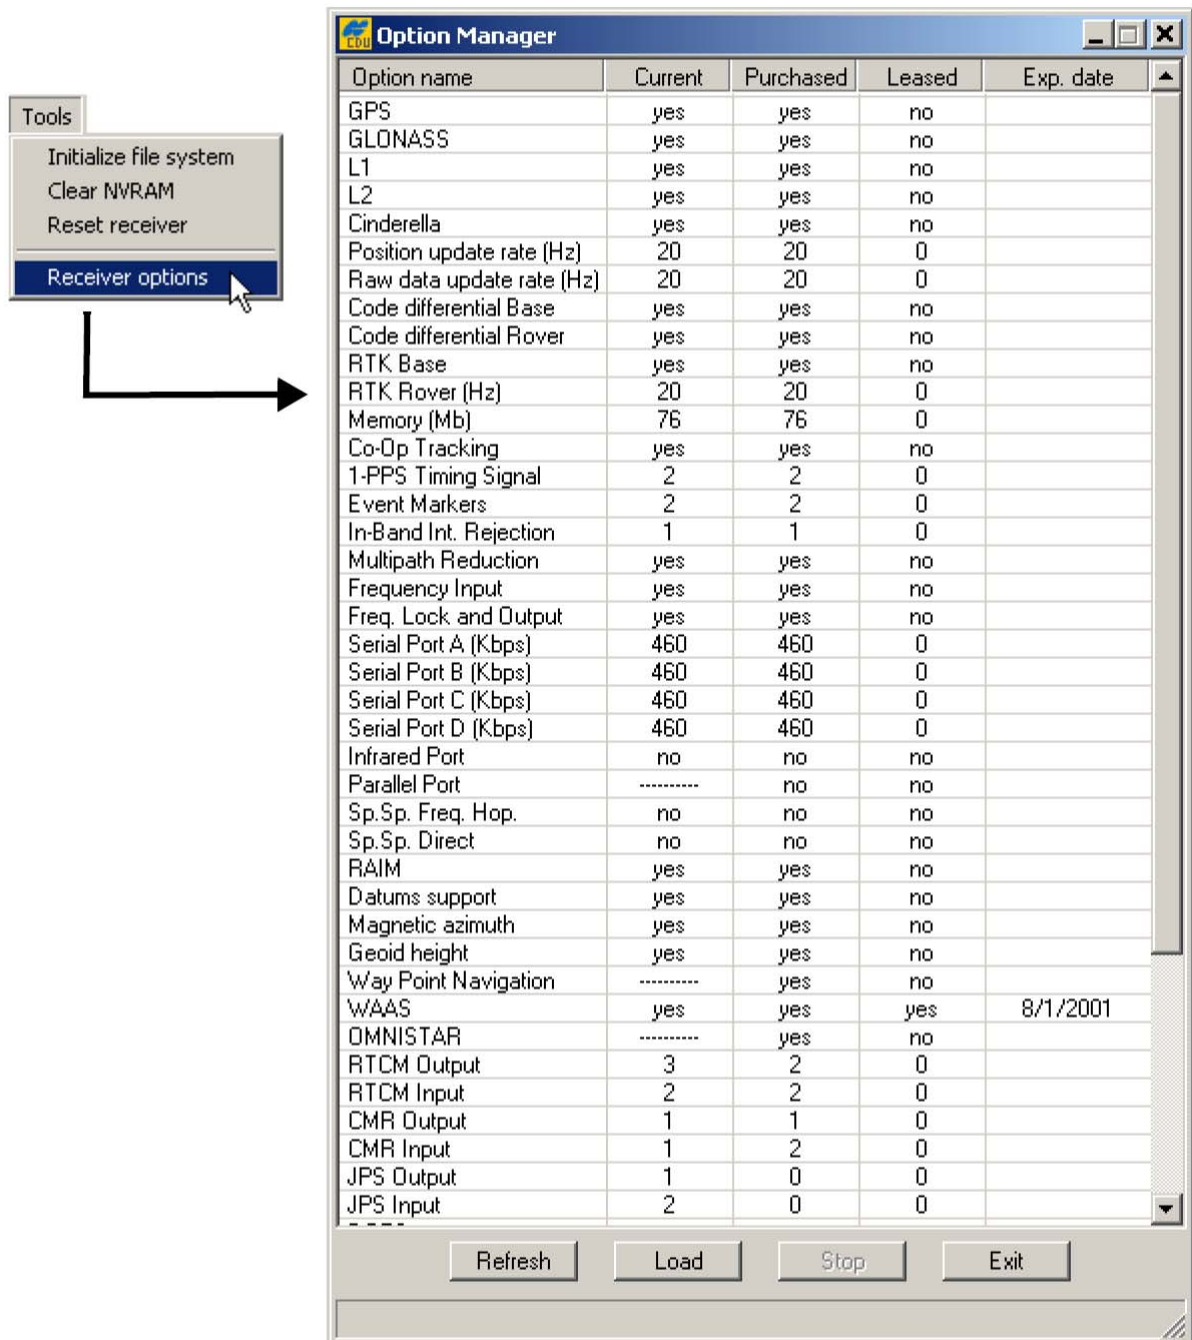 Tools
Initialize file system
Clear NVRAM
Reset receiver
Receiver options
CDU Option Manager
Option name Current Purchased Leased Exp. date
GPS yes yes no
GLONASS yes yes no
L1 yes yes no
L2 yes yes no
Cinderella yes yes no
Position update rate (Hz) 20 20 0
Raw data update rate (Hz) 20 20 0
Code differential Base yes yes no
Code differential Rover yes yes no
RTK Base yes yes no
RTK Rover (Hz) 20 20 0
Memory (Mb) 76 76 0
Co-Op Tracking yes yes no
1-PPS Timing Signal 2 2 0
Event Markers 2 2 0
In-Band Int. Rejection 1 1 0
Multipath Reduction yes yes no
Frequency Input yes yes no
Freq. Lock and Output yes yes no
Serial Port A (Kbps) 460 460 0
Serial Port B (Kbps) 460 460 0
Serial Port C (Kbps) 460 460 0
Serial Port D (Kbps) 460 460 0
Infrared Port no no no
Parallel Port ---------- no no
Sp.Sp. Freq. Hop. no no no
Sp.Sp. Direct no no no
RAIM yes yes no
Datums support yes yes no
Magnetic azimuth yes yes no
Geoid height yes yes no
Way Point Navigation ---------- yes no
WAAS yes yes yes 8/1/2001
OMNISTAR ---------- yes no
RTCM Output 3 2 0
RTCM Input 2 2 0
CMR Output 1 1 0
CMR Input 1 2 0
JPS Output 1 0 0
JPS Input 2 0 0
Refresh Load Stop Exit